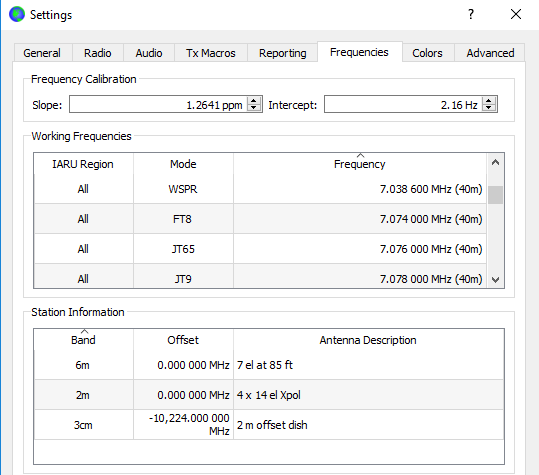 Settings
General Radio Audio Tx Macros Reporting Frequencies Colors Advanced
Frequency Calibration
Slope: 1.2641 ppm Intercept: 2.16 Hz
Working Frequencies
IARU Region Mode Frequency
All WSPR 7.038 600 MHz (40m)
All FT8 7.074 000 MHz (40m)
All JT65 7.076 000 MHz (40m)
All JT9 7.078 000 MHz (40m)
Station Information
Band Offset Antenna Description
6m 0.000 000 MHz 7 el at 85 ft
2m 0.000 000 MHz 4 x 14 el Xpol
3cm -10,224.000 000 MHz 2 m offset dish